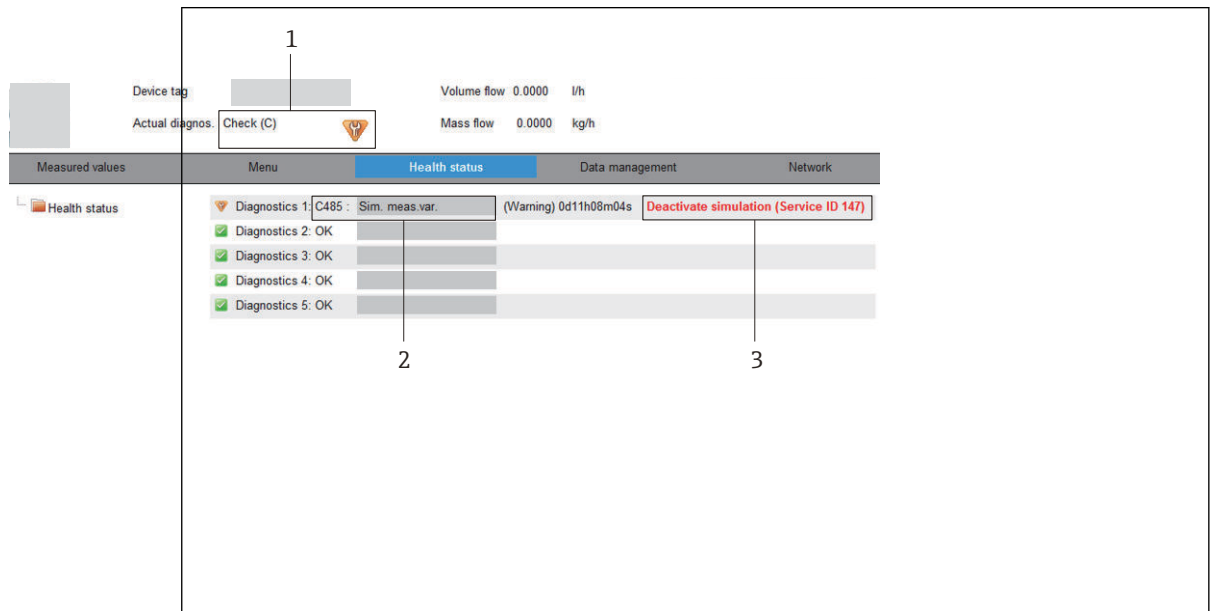 1
Device tag Volume flow 0.0000 l/h
Actual diagnos. Check (C) Mass flow 0.0000 kg/h
Measured values Menu Health status Data management Network
Health status
Diagnostics 1: C485 : Sim. meas.var. (Warning) 0d11h08m04s Deactivate simulation (Service ID 147)
Diagnostics 2: OK
Diagnostics 3: OK
Diagnostics 4: OK
Diagnostics 5: OK
2 3